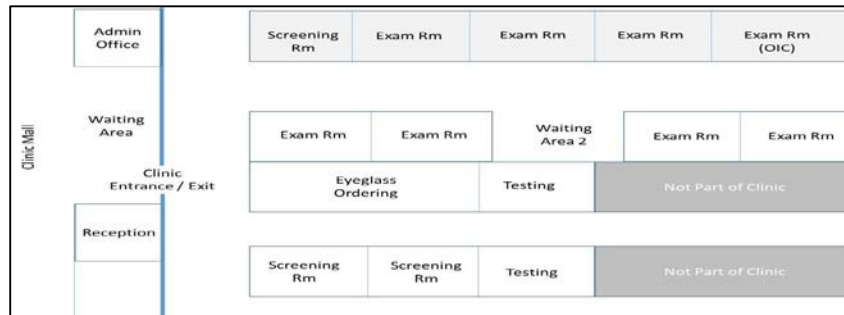 Admin
Office
Screening
Rm
Exam Rm
Exam Rm
Exam Rm
Exam Rm
(OIC)
Clinic Mall
Waiting
Area
Exam Rm
Exam Rm
Waiting
Area 2
Exam Rm
Exam Rm
Clinic
Entrance / Exit
Eyeglass
Ordering
Testing
Not Part of Clinic
Reception
Screening
Rm
Screening
Rm
Testing
Not Part of Clinic